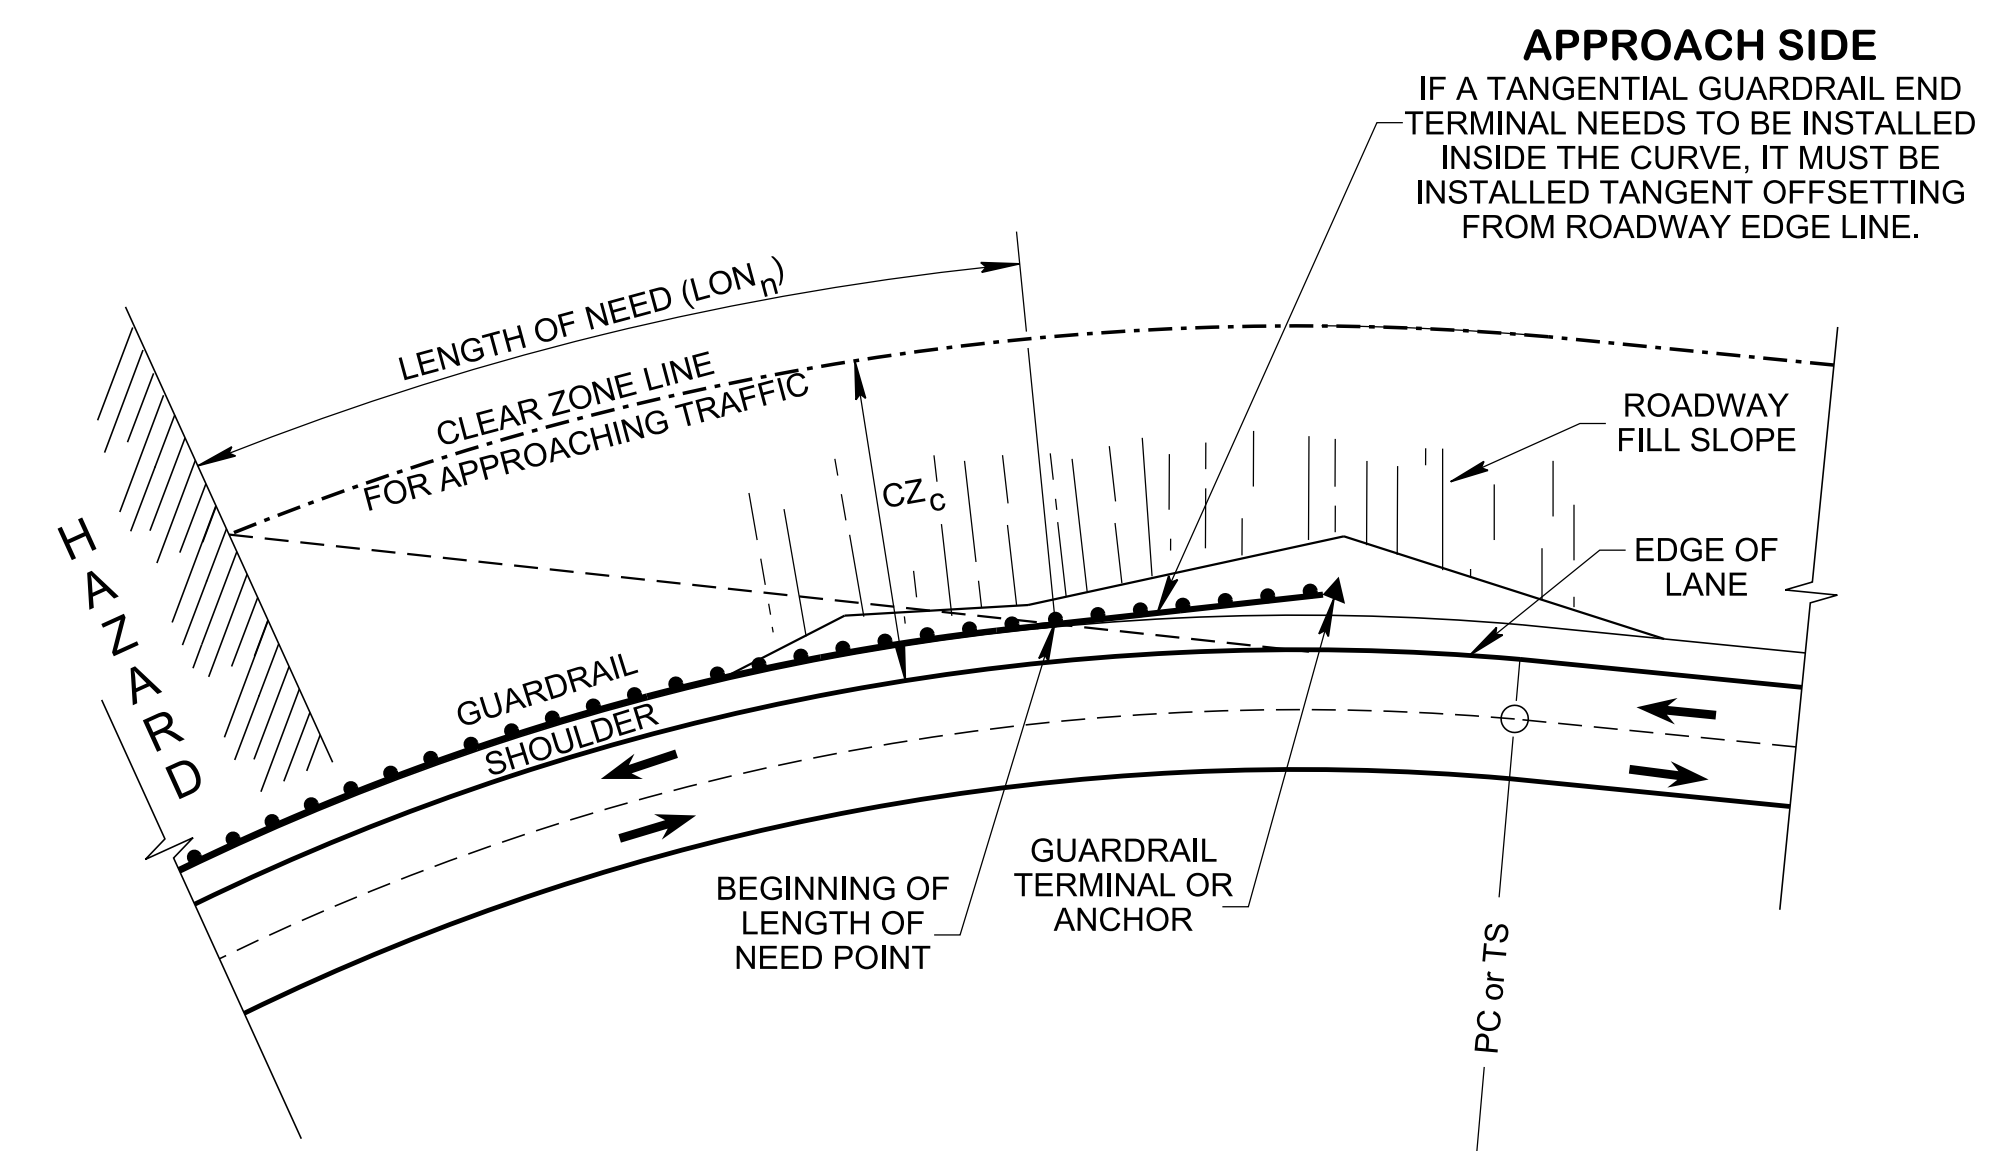 APPROACH SIDE
IF A TANGENTIAL GUARDRAIL END
TERMINAL NEEDS TO BE INSTALLED
INSIDE THE CURVE, IT MUST BE
INSTALLED TANGENT OFFSETTING
FROM ROADWAY EDGE LINE.
LENGTH OF NEED (LONn)
CLEAR ZONE LINE
FOR APPROACHING TRAFFIC
CZc
ROADWAY
FILL SLOPE
EDGE OF
LANE
HAZARD
GUARDRAIL
SHOULDER
BEGINNING OF
LENGTH OF
NEED POINT
GUARDRAIL
TERMINAL OR
ANCHOR
PC or TS